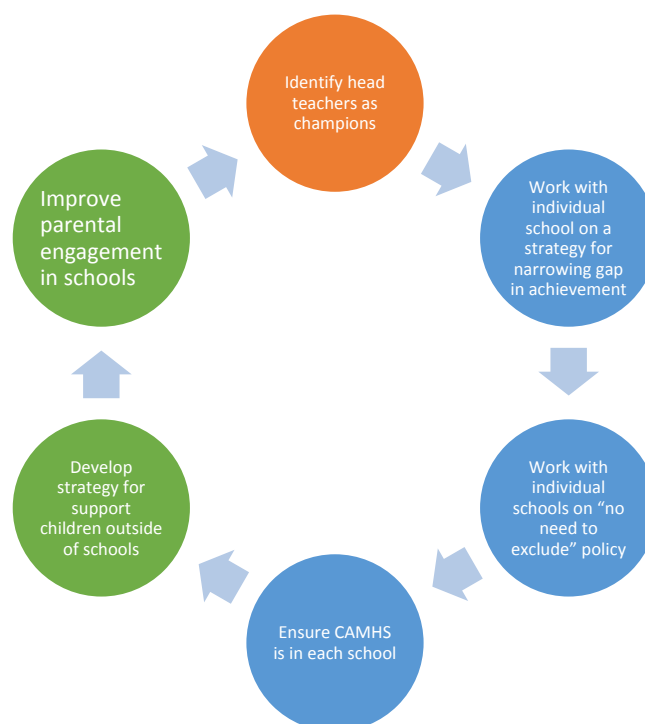 Identify head
teachers as
champions
Work with
individual
school on a
strategy for
narrowing gap
in achievement
Work with
individual
schools on “no
need to
exclude” policy
Ensure CAMHS
is in each school
Develop
strategy for
support
children outside
of schools
Improve
parental
engagement
in schools